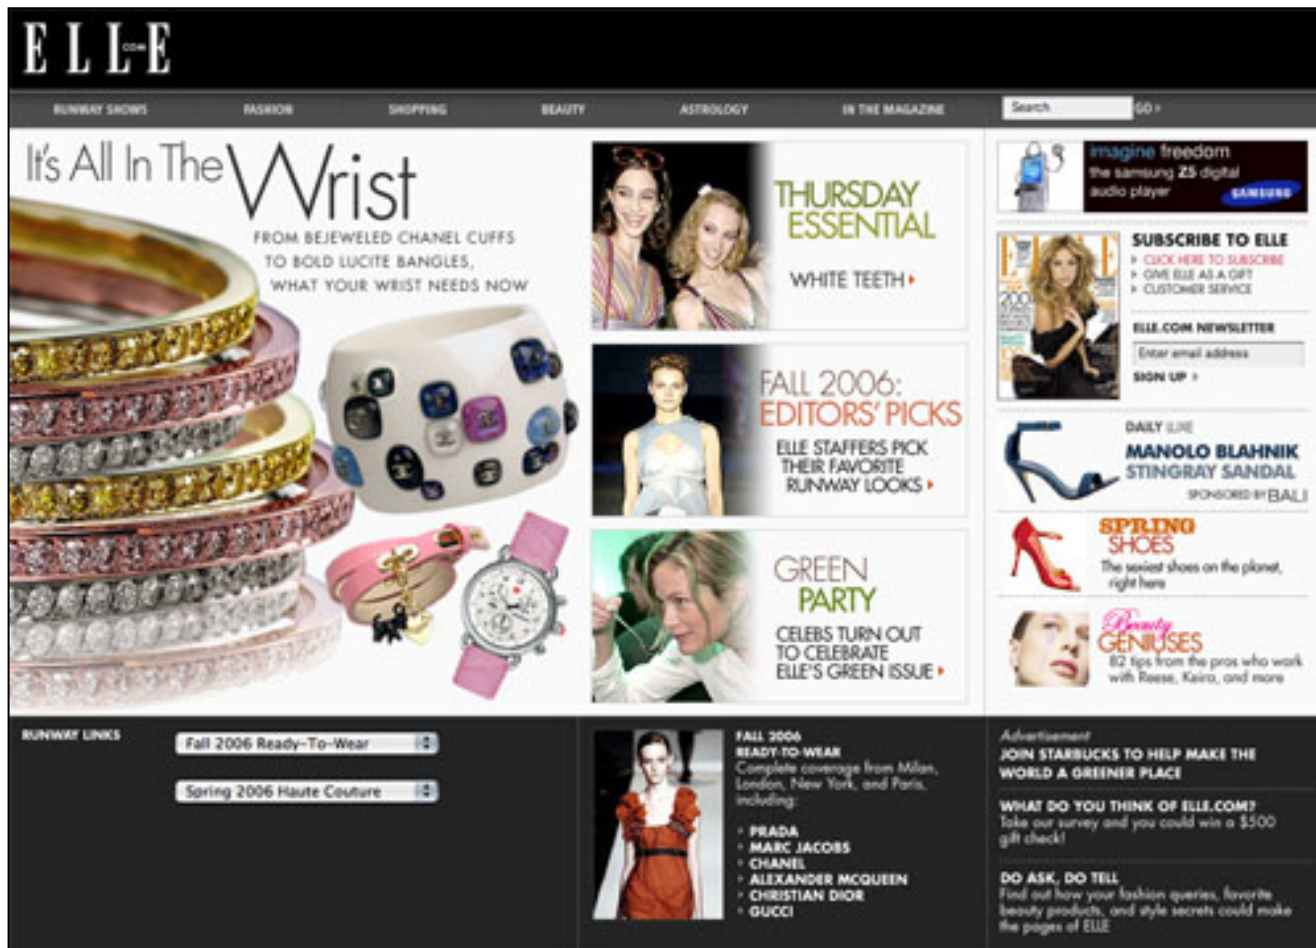 ELLE.COM
RUNWAY SHOWS
FASHION
SHOPPING
BEAUTY
ASTROLOGY
IN THE MAGAZINE
Search
GO
It's All In The Wrist
FROM BEJEWELED CHANEL CUFFS
TO BOLD LUCITE BANGLES,
WHAT YOUR WRIST NEEDS NOW
THURSDAY
ESSENTIAL
WHITE TEETH
FALL 2006:
EDITORS' PICKS
ELLE STAFFERS PICK
THEIR FAVORITE
RUNWAY LOOKS
GREEN
PARTY
CELEBS TURN OUT
TO CELEBRATE
ELLE'S GREEN ISSUE
imagine freedom
the samsung Z5 digital
audio player
SAMSUNG
ELLE
SUBSCRIBE TO ELLE
CLICK HERE TO SUBSCRIBE
GIVE ELLE AS A GIFT
CUSTOMER SERVICE
ELLE.COM NEWSLETTER
Enter email address
SIGN UP
DAILY LUXE
MANOLO BLAHNIK
STINGRAY SANDAL
SPONSORED BY BALI
SPRING
SHOES
The sexiest shoes on the planet,
right here
Beauty
GENIUSES
82 tips from the pros who work
with Reese, Keira, and more
RUNWAY LINKS
Fall 2006 Ready-To-Wear
Spring 2006 Haute Couture
FALL 2006
READY-TO-WEAR
Complete coverage from Milan,
London, New York, and Paris,
including:
PRADA
MARC JACOBS
CHANEL
ALEXANDER MCQUEEN
CHRISTIAN DIOR
GUCCI
Advertisement
JOIN STARBUCKS TO HELP MAKE THE
WORLD A GREENER PLACE
WHAT DO YOU THINK OF ELLE.COM?
Take our survey and you could win a $500
gift check!
DO ASK, DO TELL
Find out how your fashion queries, favorite
beauty products, and style secrets could make
the pages of ELLE